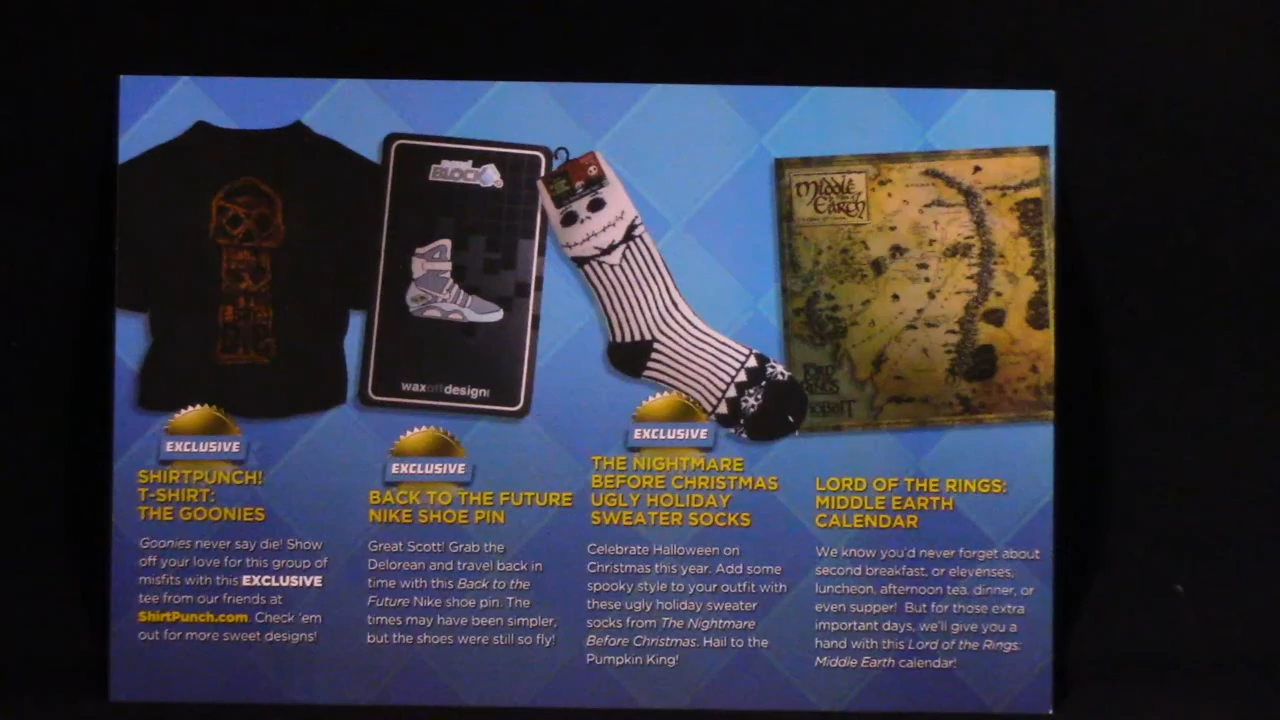 BLOCK
waxoffdesigns
Middle
Earth
EXCLUSIVE
SHIRTPUNCH!
T-SHIRT:
THE GOONIES
Goonies never say die! Show
off your love for this group of
misfits with this EXCLUSIVE
tee from our friends at
ShirtPunch.com. Check 'em
out for more sweet designs!
EXCLUSIVE
BACK TO THE FUTURE
NIKE SHOE PIN
Great Scott! Grab the
Delorean and travel back in
time with this Back to the
Future Nike shoe pin. The
times may have been simpler,
but the shoes were still so fly!
EXCLUSIVE
THE NIGHTMARE
BEFORE CHRISTMAS
UGLY HOLIDAY
SWEATER SOCKS
Celebrate Halloween on
Christmas this year. Add some
spooky style to your outfit with
these ugly holiday sweater
socks from The Nightmare
Before Christmas. Hail to the
Pumpkin King!
LORD OF THE RINGS:
MIDDLE EARTH
CALENDAR
We know you'd never forget about
second breakfast, or elevenses,
luncheon, afternoon tea, dinner, or
even supper! But for those extra
important days, we'll give you a
hand with this Lord of the Rings:
Middle Earth calendar!